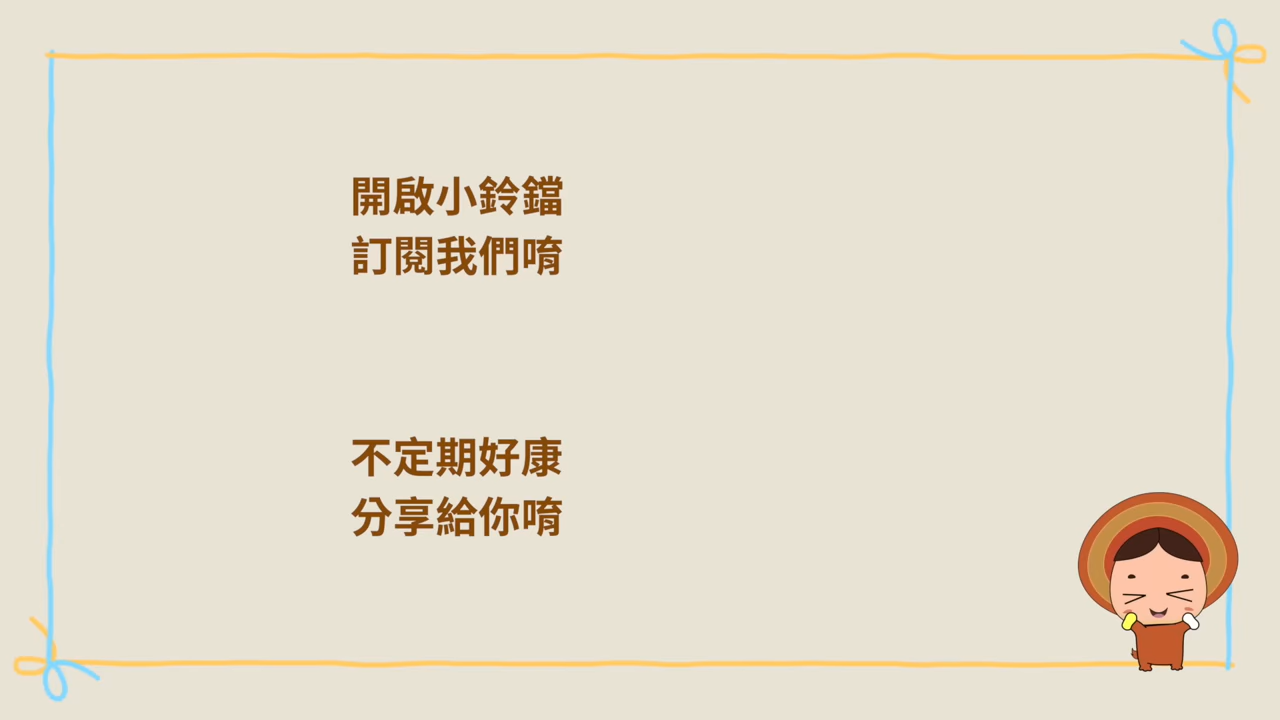 開啟小鈴鐺
訂閱我們唷
不定期好康
分享給你唷